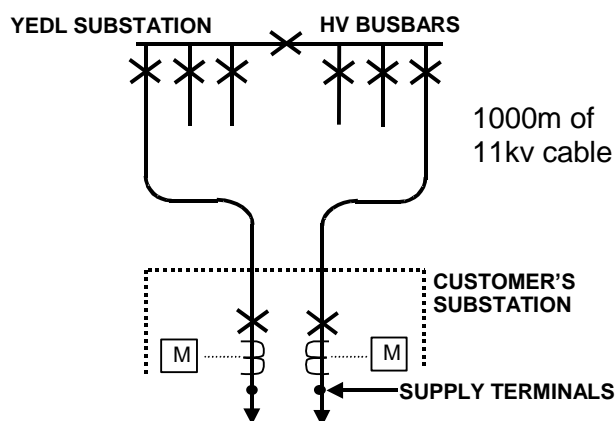 YEDL SUBSTATION
HV BUSBARS
1000m of
11kv cable
CUSTOMER'S
SUBSTATION
M
M
SUPPLY TERMINALS